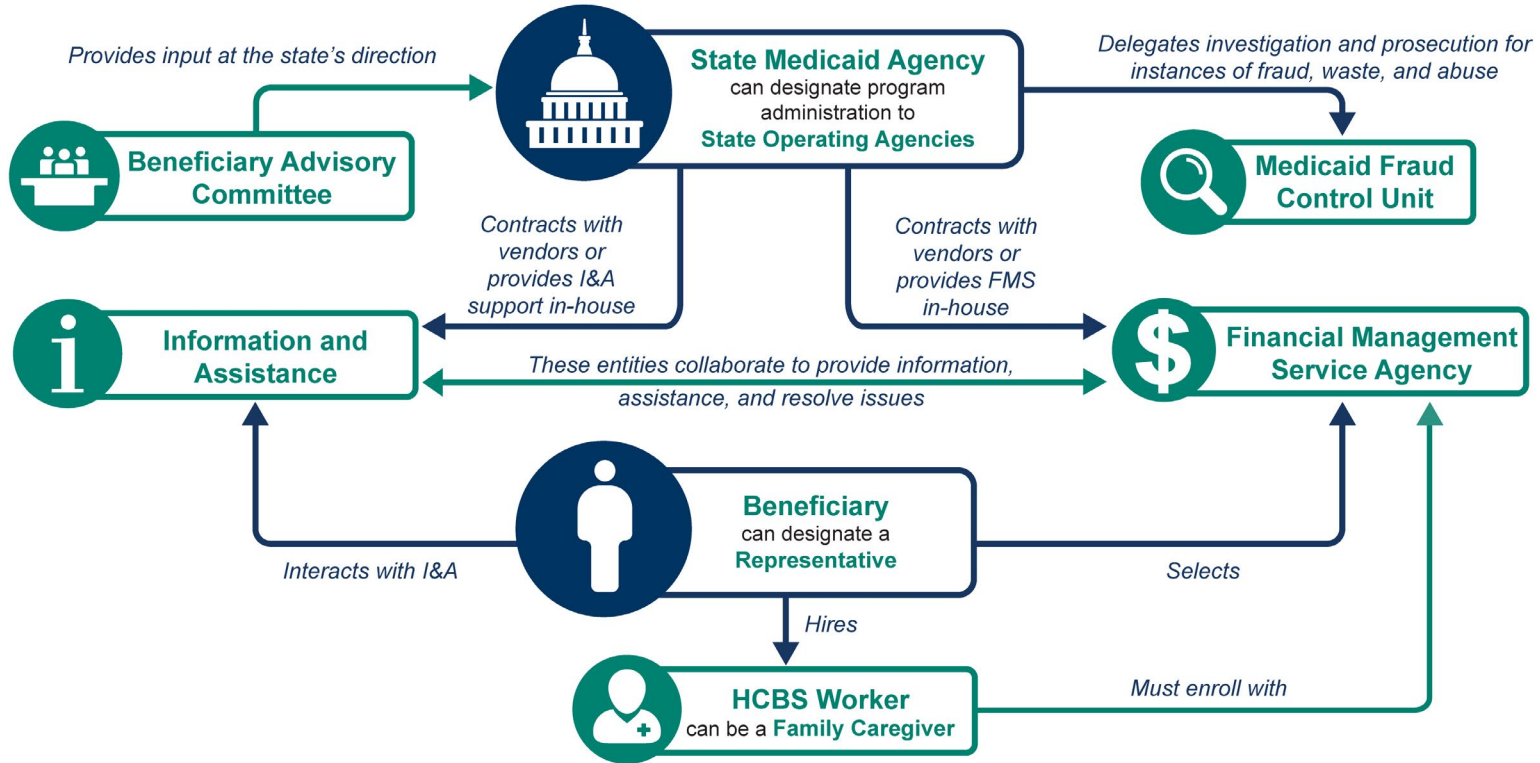 Provides input at the state's direction
State Medicaid Agency
can designate program
administration to
State Operating Agencies
Delegates investigation and prosecution for
instances of fraud, waste, and abuse
Beneficiary Advisory
Committee
Medicaid Fraud
Control Unit
Contracts with
vendors or
provides I&A
support in-house
Contracts with
vendors or
provides FMS
in-house
i
Information and
Assistance
These entities collaborate to provide information,
assistance, and resolve issues
$
Financial Management
Service Agency
Beneficiary
can designate a
Representative
Interacts with I&A
Selects
Hires
HCBS Worker
can be a Family Caregiver
Must enroll with